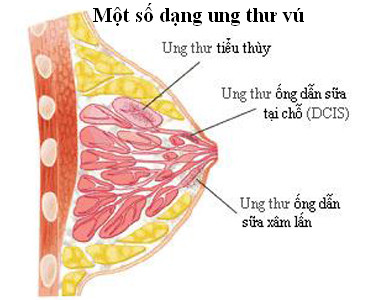 Một số dạng ung thư vú
Ung thư tiểu thùy
Ung thư ống dẫn sữa
tại chỗ (DCIS)
Ung thư ống dẫn
sữa xâm lấn